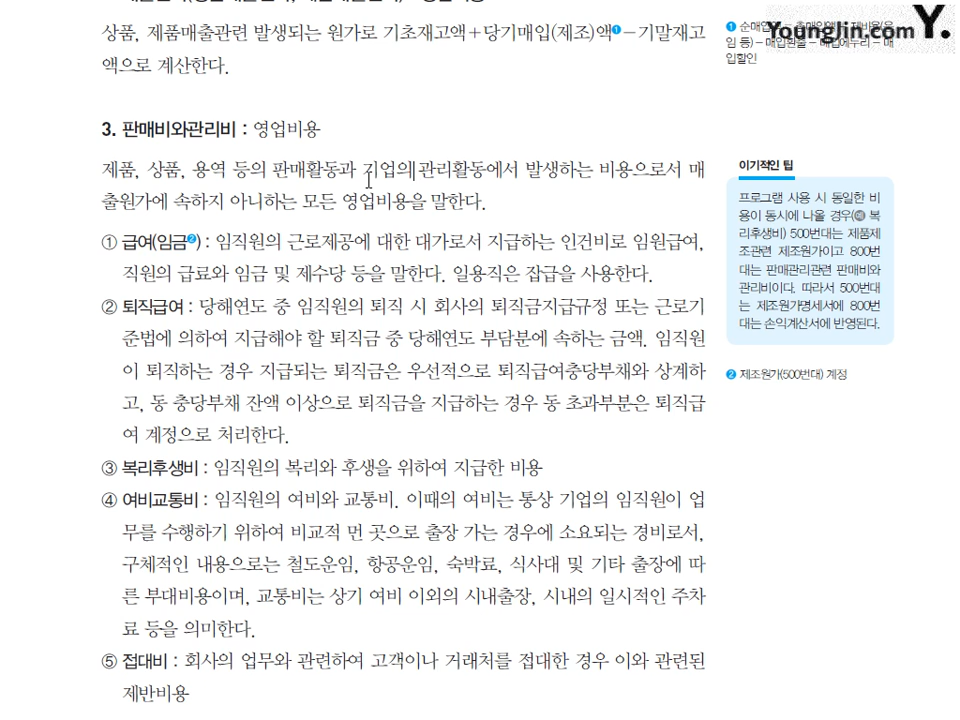 상품, 제품매출관련 발생되는 원가로 기초재고액+당기매입(제조)액❶-기말재고
액으로 계산한다.
3. 판매비와관리비 : 영업비용
제품, 상품, 용역 등의 판매활동과 기업의 관리활동에서 발생하는 비용으로서 매
출원가에 속하지 아니하는 모든 영업비용을 말한다.
① 급여(임금❷) : 임직원의 근로제공에 대한 대가로서 지급하는 인건비로 임원급여,
직원의 급료와 임금 및 제수당 등을 말한다. 일용직은 잡급을 사용한다.
② 퇴직급여 : 당해연도 중 임직원의 퇴직 시 회사의 퇴직금지급규정 또는 근로기
준법에 의하여 지급해야 할 퇴직금 중 당해연도 부담분에 속하는 금액. 임직원
이 퇴직하는 경우 지급되는 퇴직금은 우선적으로 퇴직급여충당부채와 상계하
고, 동 충당부채 잔액 이상으로 퇴직금을 지급하는 경우 동 초과부분은 퇴직급
여 계정으로 처리한다.
③ 복리후생비 : 임직원의 복리와 후생을 위하여 지급한 비용
④ 여비교통비 : 임직원의 여비와 교통비. 이때의 여비는 통상 기업의 임직원이 업
무를 수행하기 위하여 비교적 먼 곳으로 출장 가는 경우에 소요되는 경비로서,
구체적인 내용으로는 철도운임, 항공운임, 숙박료, 식사대 및 기타 출장에 따
른 부대비용이며, 교통비는 상기 여비 이외의 시내출장, 시내의 일시적인 주차
료 등을 의미한다.
⑤ 접대비 : 회사의 업무와 관련하여 고객이나 거래처를 접대한 경우 이와 관련된
제반비용
YoungJin.com Y.
❶ 순매입액
임 등) - 매입환출 - 매입에누리 - 매
입할인
이기적인 팁
프로그램 사용 시 동일한 비
용이 동시에 나올 경우(예 복
리후생비) 500번대는 제품제
조관련 제조원가이고 800번
대는 판매관리관련 판매비와
관리비이다. 따라서 500번대
는 제조원가명세서에 800번
대는 손익계산서에 반영된다.
❷ 제조원가(500번대) 계정